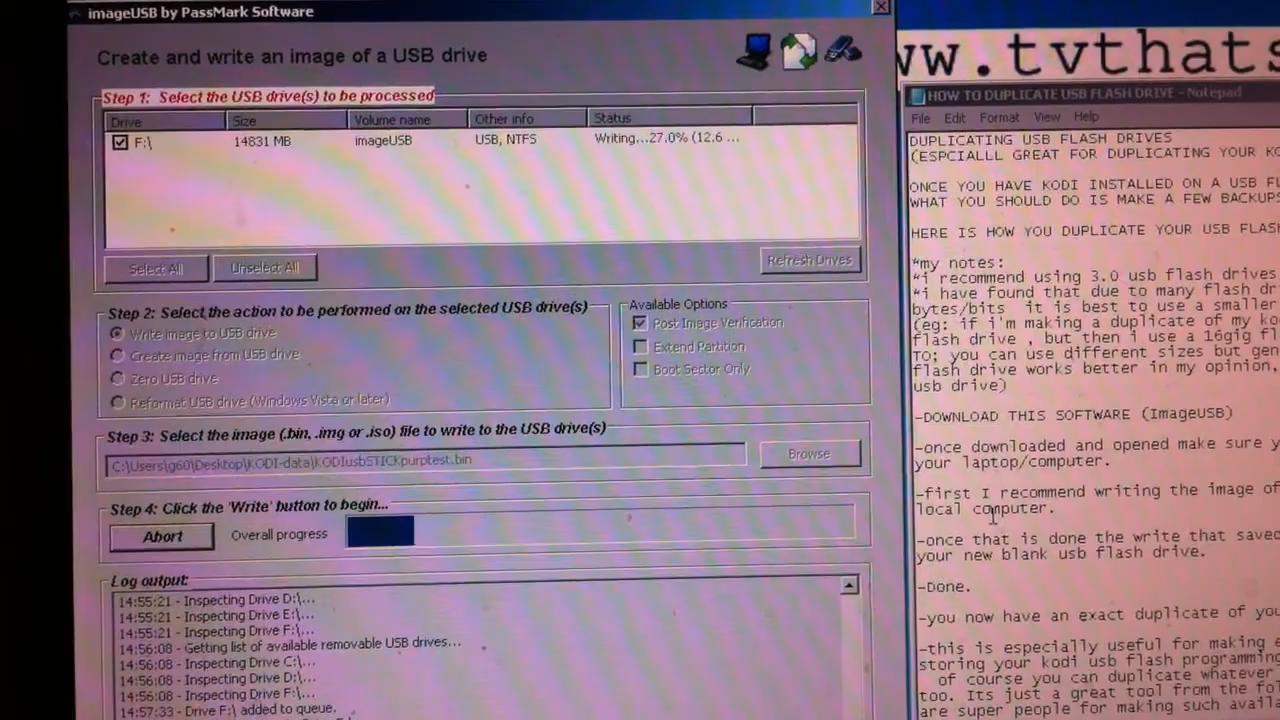 imageUSB by PassMark Software
Create and write an image of a USB drive
Step 1: Select the USB drive(s) to be processed
Drive Size Volume name Other info Status
F:\ 14831 MB imageUSB USB, NTFS Writing...27.0% (12.6 ...
Select All Unselect All Refresh Drives
Step 2: Select the action to be performed on the selected USB drive(s)
Write image to USB drive
Create image from USB drive
Zero USB drive
Reformat USB drive (Windows Vista or later)
Available Options
Post Image Verification
Extend Partition
Boot Sector Only
Step 3: Select the image (.bin, .img or .iso) file to write to the USB drive(s)
C:\Users\g60\Desktop\KODI-data\KODIusbSTICKpurptest.bin
Browse
Step 4: Click the 'Write' button to begin...
Abort Overall progress
Log output:
14:55:21 - Inspecting Drive D:\...
14:55:21 - Inspecting Drive E:\...
14:55:21 - Inspecting Drive F:\...
14:56:08 - Getting list of available removable USB drives...
14:56:08 - Inspecting Drive C:\...
14:56:08 - Inspecting Drive D:\...
14:56:08 - Inspecting Drive F:\...
14:57:33 - Drive F:\ added to queue.
ww.tvthats
HOW TO DUPLICATE USB FLASH DRIVE - Notepad
File Edit Format View Help
DUPLICATING USB FLASH DRIVES
(ESPCIALLL GREAT FOR DUPLICATING YOUR KO
ONCE YOU HAVE KODI INSTALLED ON A USB FL
WHAT YOU SHOULD DO IS MAKE A FEW BACKUPS
HERE IS HOW YOU DUPLICATE YOUR USB FLAS
*my notes:
*i recommend using 3.0 usb flash drives
*i have found that due to many flash dr
bytes/bits it is best to use a smaller
(eg: if i'm making a duplicate of my ko
flash drive , but then i use a 16gig fl
TO; you can use different sizes but gen
flash drive works better in my opinion,
usb drive)
-DOWNLOAD THIS SOFTWARE (ImageUSB)
-once downloaded and opened make sure y
your laptop/computer.
-first I recommend writing the image of
local computer.
-once that is done the write that saved
your new blank usb flash drive.
-Done.
-you now have an exact duplicate of you
-this is especially useful for making e
storing your kodi usb flash programming
of course you can duplicate whatever
too. Its just a great tool from the fol
are super people for making such availa